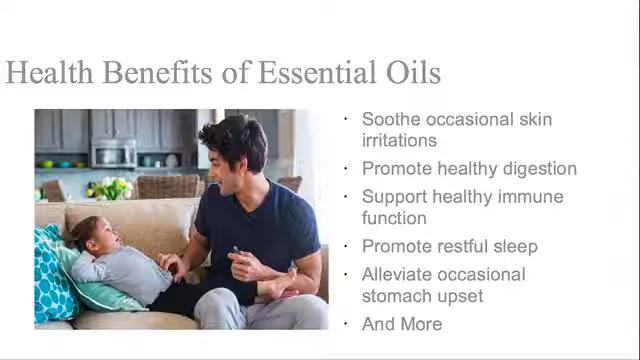 Health Benefits of Essential Oils
· Soothe occasional skin
irritations
· Promote healthy digestion
· Support healthy immune
function
· Promote restful sleep
· Alleviate occasional
stomach upset
· And More